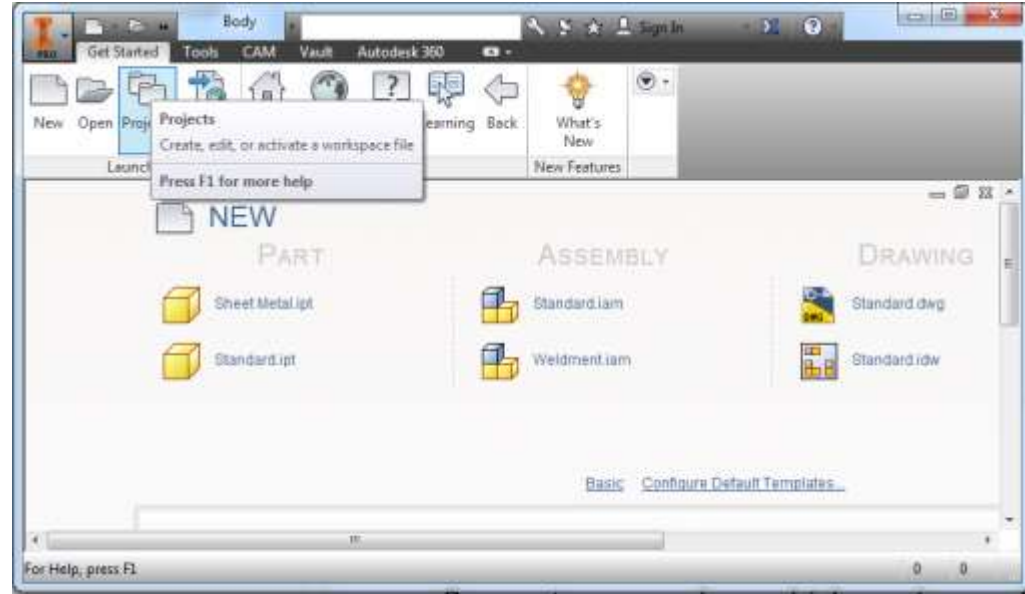 Body
Sign In
PRO
Get Started Tools CAM Vault Autodesk 360
New Open Proje earning Back What's New
Projects
Create, edit, or activate a workspace file
Press F1 for more help
Launch New Features
NEW
PART ASSEMBLY DRAWING
Sheet Metal.ipt Standard.iam Standard.dwg
Standard.ipt Weldment.iam Standard.idw
Basic Configure Default Templates...
For Help, press F1 0 0